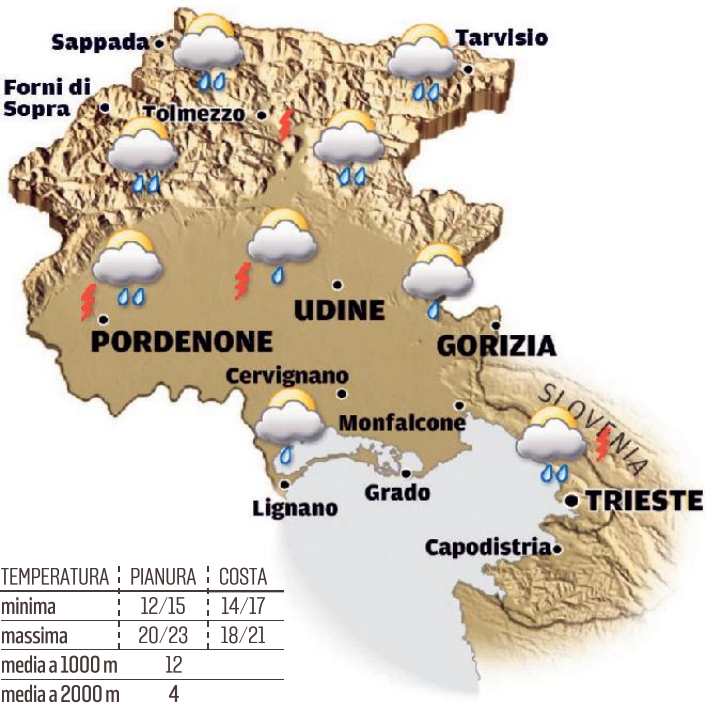 Sappada
Tarvisio
Forni di
Sopra
Tolmezzo
UDINE
PORDENONE
GORIZIA
Cervignano
Monfalcone
SLOVENIA
Lignano
Grado
TRIESTE
Capodistria
TEMPERATURA PIANURA COSTA
minima 12/15 14/17
massima 20/23 18/21
media a 1000 m 12
media a 2000 m 4